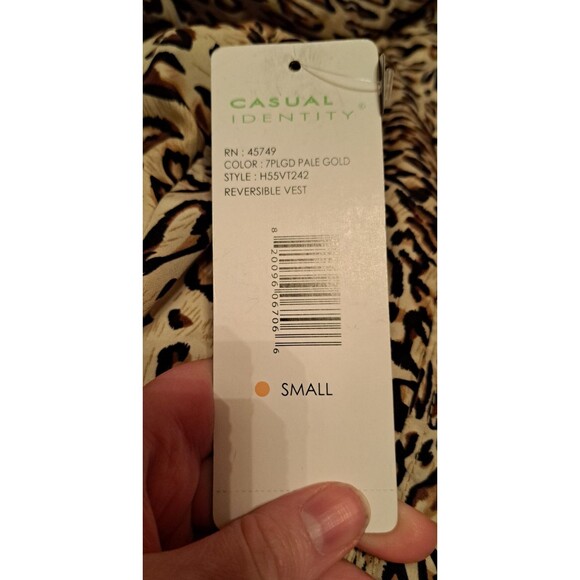 CASUAL
IDENTITY®
RN : 45749
COLOR : 7PLGD PALE GOLD
STYLE : H55VT242
REVERSIBLE VEST
8 20096 06706 6
SMALL